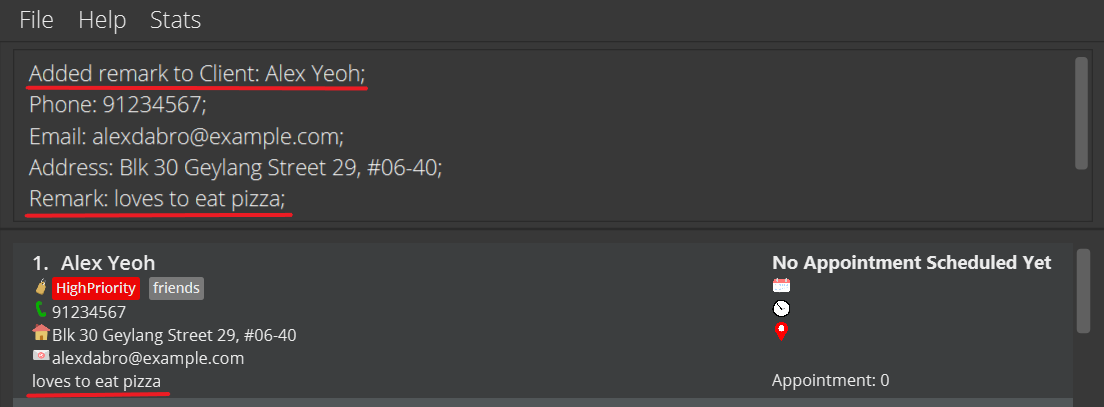 File Help Stats
Added remark to Client: Alex Yeoh;
Phone: 91234567;
Email: alexdabro@example.com;
Address: Blk 30 Geylang Street 29, #06-40;
Remark: loves to eat pizza;
1. Alex Yeoh
HighPriority friends
91234567
Blk 30 Geylang Street 29, #06-40
alexdabro@example.com
loves to eat pizza
No Appointment Scheduled Yet
Appointment: 0